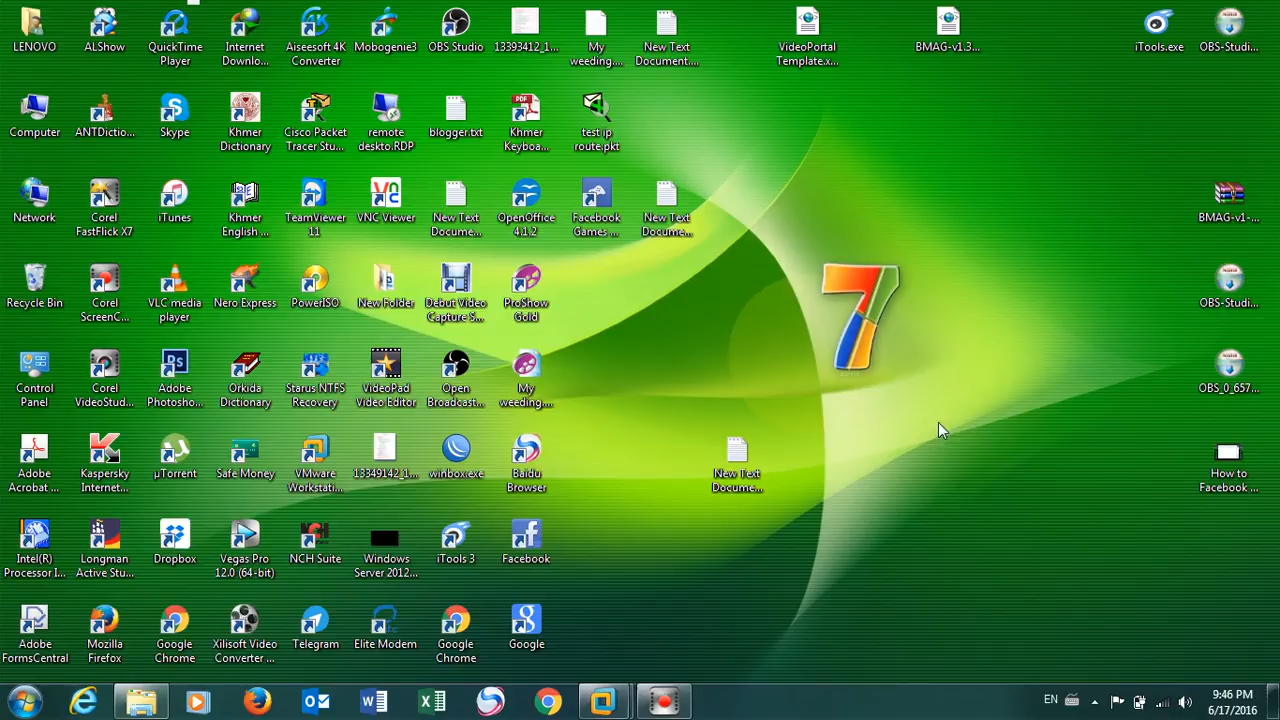 LENOVO
ALShow
QuickTime
Player
Internet
Downlo...
Aiseesoft 4K
Converter
Mobogenie3
OBS Studio
13393412_1...
My
weeding....
New Text
Document....
VideoPortal
Template.x...
BMAG-v1.3...
iTools.exe
OBS-Studi...
Computer
ANTDictio...
Skype
Khmer
Dictionary
Cisco Packet
Tracer Stu...
remote
deskto.RDP
blogger.txt
Khmer
Keyboa...
test ip
route.pkt
Network
Corel
FastFlick X7
iTunes
Khmer
English ...
TeamViewer
11
VNC Viewer
New Text
Docume...
OpenOffice
4.1.2
Facebook
Games ...
New Text
Docume...
BMAG-v1-...
Recycle Bin
Corel
ScreenC...
VLC media
player
Nero Express
PowerISO
New Folder
Debut Video
Capture S...
ProShow
Gold
7
OBS-Studi...
Control
Panel
Corel
VideoStud...
Adobe
Photosho...
Orkida
Dictionary
Starus NTFS
Recovery
VideoPad
Video Editor
Open
Broadcast...
My
weeding....
OBS_0_657...
Adobe
Acrobat ...
Kaspersky
Internet...
µTorrent
Safe Money
VMware
Workstati...
13349142_1...
winbox.exe
Baidu
Browser
New Text
Docume...
How to
Facebook ...
Intel(R)
Processor I...
Longman
Active Stu...
Dropbox
Vegas Pro
12.0 (64-bit)
NCH Suite
Windows
Server 2012...
iTools 3
Facebook
Adobe
FormsCentral
Mozilla
Firefox
Google
Chrome
Xilisoft Video
Converter ...
Telegram
Elite Modem
Google
Chrome
Google
EN
9:46 PM
6/17/2016